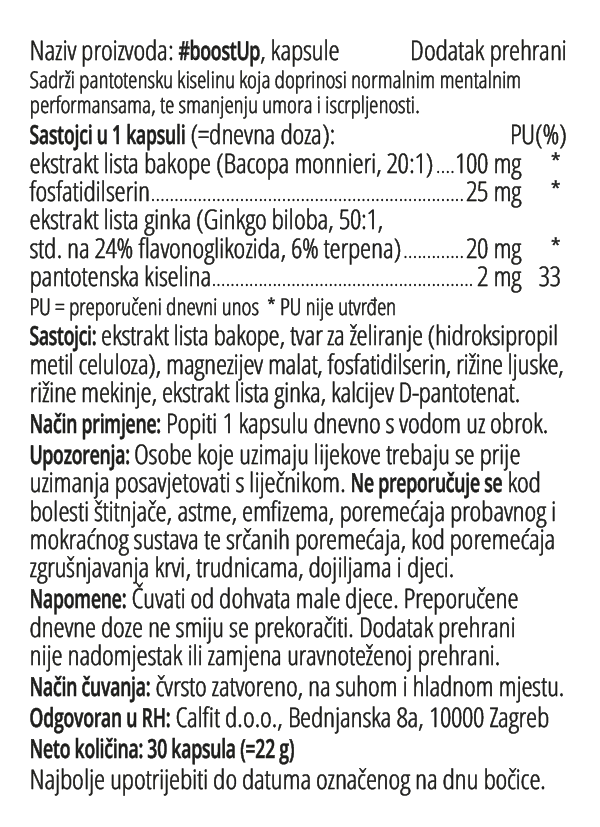 Naziv proizvoda: #boostUp, kapsule Dodatak prehrani
Sadrži pantotensku kiselinu koja doprinosi normalnim mentalnim
performansama, te smanjenju umora i iscrpljenosti.
Sastojci u 1 kapsuli (=dnevna doza): PU(%)
ekstrakt lista bakope (Bacopa monnieri, 20:1)....100 mg *
fosfatidilserin................................................................25 mg *
ekstrakt lista ginka (Ginkgo biloba, 50:1,
std. na 24% flavonoglikozida, 6% terpena).............20 mg *
pantotenska kiselina..................................................... 2 mg 33
PU = preporučeni dnevni unos * PU nije utvrđen
Sastojci: ekstrakt lista bakope, tvar za želiranje (hidroksipropil
metil celuloza), magnezijev malat, fosfatidilserin, rižine ljuske,
rižine mekinje, ekstrakt lista ginka, kalcijev D-pantotenat.
Način primjene: Popiti 1 kapsulu dnevno s vodom uz obrok.
Upozorenja: Osobe koje uzimaju lijekove trebaju se prije
uzimanja posavjetovati s liječnikom. Ne preporučuje se kod
bolesti štitnjače, astme, emfizema, poremećaja probavnog i
mokraćnog sustava te srčanih poremećaja, kod poremećaja
zgrušnjavanja krvi, trudnicama, dojiljama i djeci.
Napomene: Čuvati od dohvata male djece. Preporučene
dnevne doze ne smiju se prekoračiti. Dodatak prehrani
nije nadomjestak ili zamjena uravnoteženoj prehrani.
Način čuvanja: čvrsto zatvoreno, na suhom i hladnom mjestu.
Odgovoran u RH: Calfit d.o.o., Bednjanska 8a, 10000 Zagreb
Neto količina: 30 kapsula (=22 g)
Najbolje upotrijebiti do datuma označenog na dnu bočice.